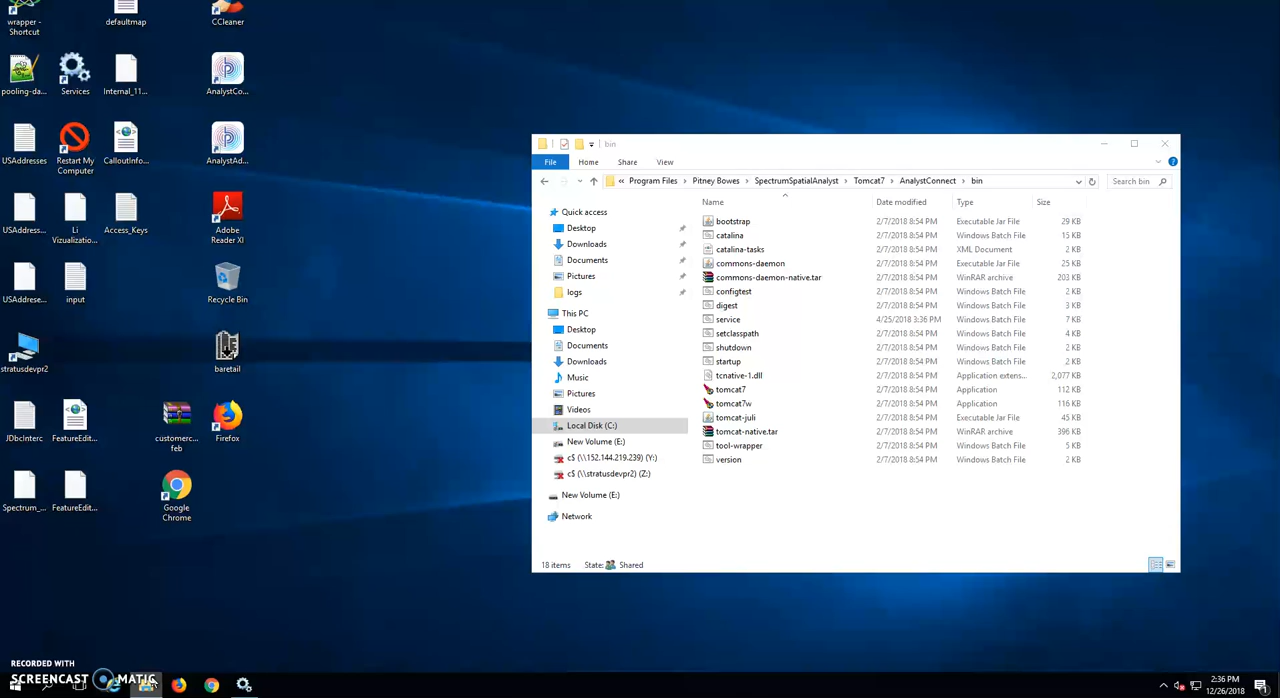 wrapper -
Shortcut
defaultmap
CCleaner
pooling-da...
Services
Internal_11...
AnalystCo...
USAddresses
Restart My
Computer
CalloutInfo...
AnalystAd...
USAddress...
Li
Vizualizatio...
Access_Keys
Adobe
Reader XI
USAddrese...
input
Recycle Bin
stratusdevpr2
baretail
JDbcInterc
FeatureEdit...
customerc...
feb
Firefox
Spectrum_...
FeatureEdit...
Google
Chrome
bin
File Home Share View
« Program Files > Pitney Bowes > SpectrumSpatialAnalyst > Tomcat7 > AnalystConnect > bin
Search bin
Quick access
Desktop
Downloads
Documents
Pictures
logs
This PC
Desktop
Documents
Downloads
Music
Pictures
Videos
Local Disk (C:)
New Volume (E:)
c$ (\\152.144.219.239) (Y:)
c$ (\\stratusdevpr2) (Z:)
New Volume (E:)
Network
Name Date modified Type Size
bootstrap 2/7/2018 8:54 PM Executable Jar File 29 KB
catalina 2/7/2018 8:54 PM Windows Batch File 15 KB
catalina-tasks 2/7/2018 8:54 PM XML Document 2 KB
commons-daemon 2/7/2018 8:54 PM Executable Jar File 25 KB
commons-daemon-native.tar 2/7/2018 8:54 PM WinRAR archive 203 KB
configtest 2/7/2018 8:54 PM Windows Batch File 2 KB
digest 2/7/2018 8:54 PM Windows Batch File 3 KB
service 4/25/2018 3:36 PM Windows Batch File 7 KB
setclasspath 2/7/2018 8:54 PM Windows Batch File 4 KB
shutdown 2/7/2018 8:54 PM Windows Batch File 2 KB
startup 2/7/2018 8:54 PM Windows Batch File 2 KB
tcnative-1.dll 2/7/2018 8:54 PM Application extens... 2,077 KB
tomcat7 2/7/2018 8:54 PM Application 112 KB
tomcat7w 2/7/2018 8:54 PM Application 116 KB
tomcat-juli 2/7/2018 8:54 PM Executable Jar File 45 KB
tomcat-native.tar 2/7/2018 8:54 PM WinRAR archive 396 KB
tool-wrapper 2/7/2018 8:54 PM Windows Batch File 5 KB
version 2/7/2018 8:54 PM Windows Batch File 2 KB
18 items State: Shared
RECORDED WITH
SCREENCAST MATIC
2:36 PM
12/26/2018